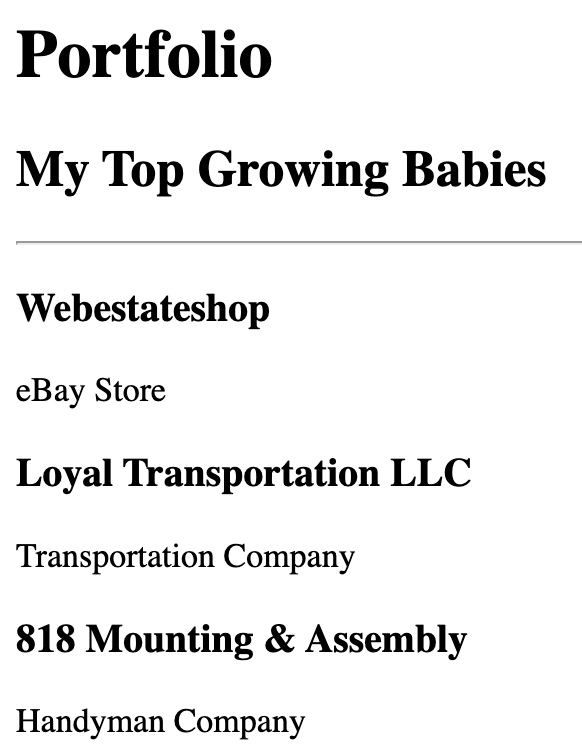 Portfolio
My Top Growing Babies
Webestateshop
eBay Store
Loyal Transportation LLC
Transportation Company
818 Mounting & Assembly
Handyman Company